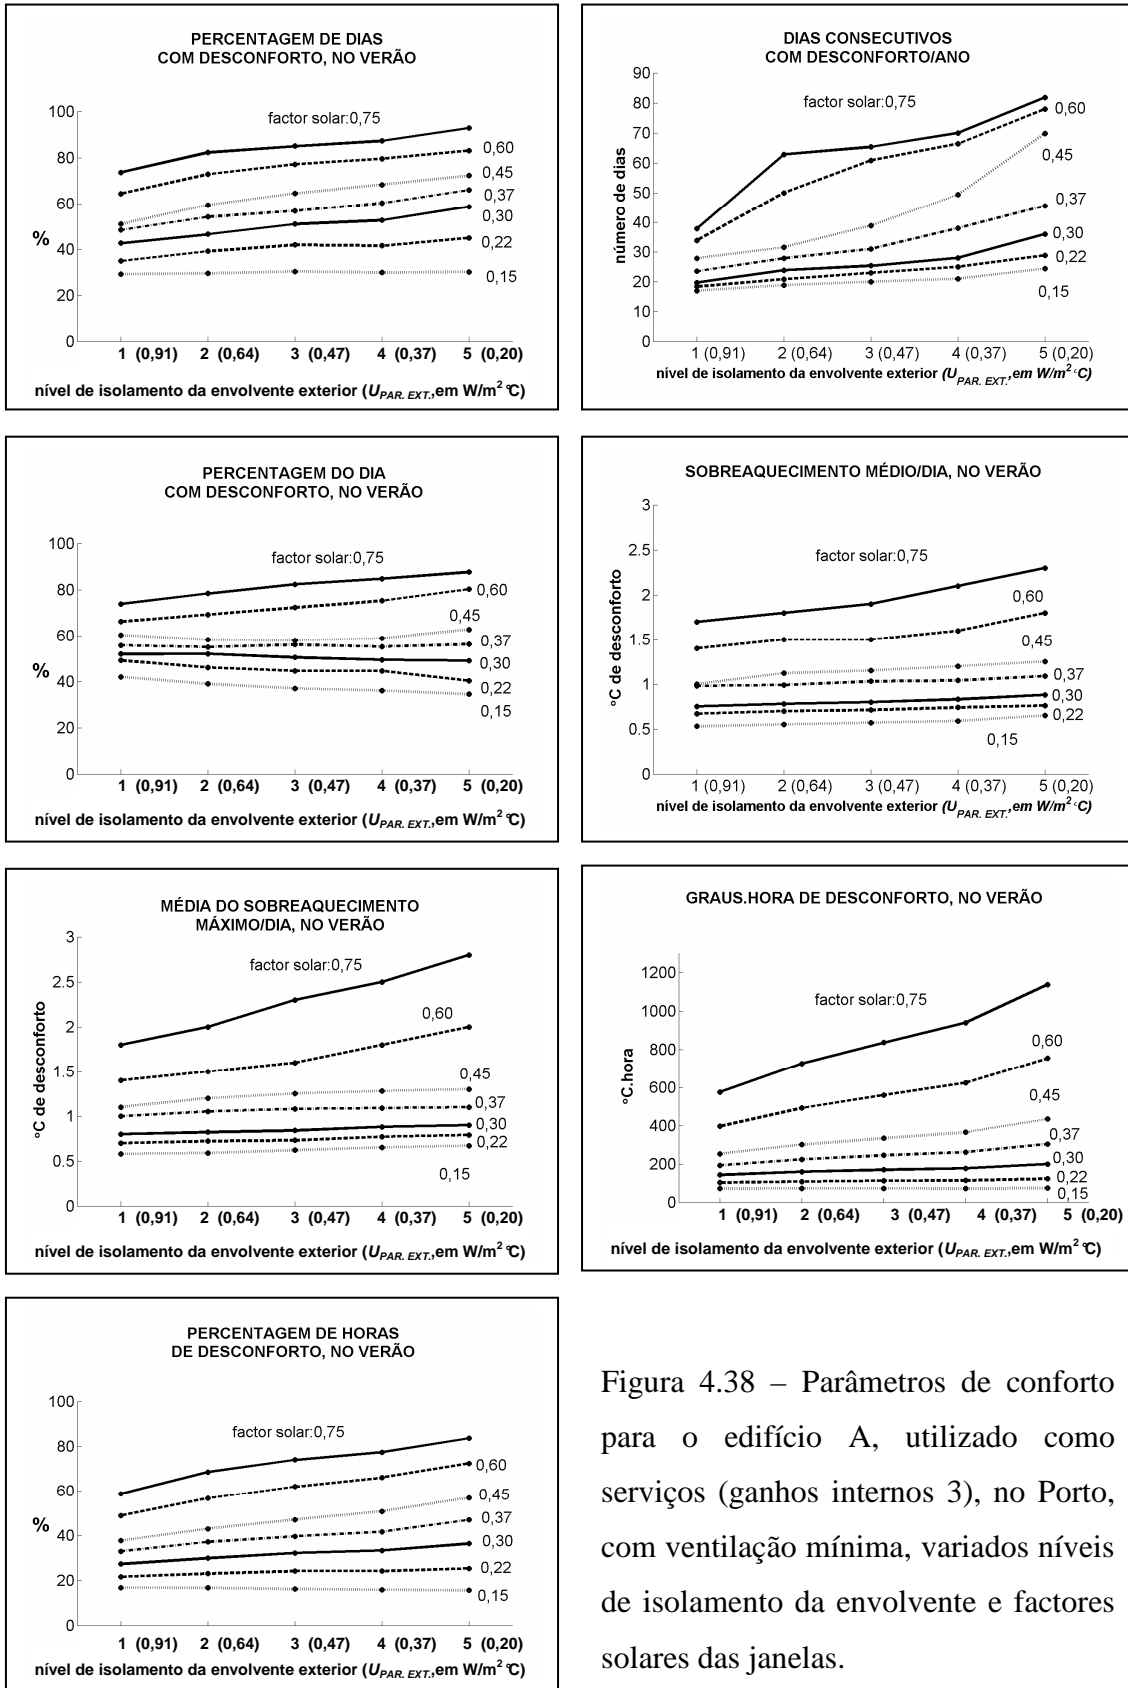 PERCENTAGEM DE DIAS
COM DESCONFORTO, NO VERÃO
factor solar:0,75
100
80
60
40
20
0
%
0,60
0,45
0,37
0,30
0,22
0,15
1 (0,91) 2 (0,64) 3 (0,47) 4 (0,37) 5 (0,20)
nível de isolamento da envolvente exterior (U PAR. EXT.,em W/m² °C)
DIAS CONSECUTIVOS
COM DESCONFORTO/ANO
factor solar:0,75
90
80
70
60
50
40
30
20
10
0
número de dias
0,60
0,45
0,37
0,30
0,22
0,15
1 (0,91) 2 (0,64) 3 (0,47) 4 (0,37) 5 (0,20)
nível de isolamento da envolvente exterior (U PAR. EXT.,em W/m² °C)
PERCENTAGEM DO DIA
COM DESCONFORTO, NO VERÃO
factor solar:0,75
100
80
60
40
20
0
%
0,60
0,45
0,37
0,30
0,22
0,15
1 (0,91) 2 (0,64) 3 (0,47) 4 (0,37) 5 (0,20)
nível de isolamento da envolvente exterior (U PAR. EXT.,em W/m² °C)
SOBREAQUECIMENTO MÉDIO/DIA, NO VERÃO
factor solar:0,75
3
2.5
2
1.5
1
0.5
0
°C de desconforto
0,60
0,45
0,37
0,30
0,22
0,15
1 (0,91) 2 (0,64) 3 (0,47) 4 (0,37) 5 (0,20)
nível de isolamento da envolvente exterior (U PAR. EXT.,em W/m² °C)
MÉDIA DO SOBREAQUECIMENTO
MÁXIMO/DIA, NO VERÃO
factor solar:0,75
3
2.5
2
1.5
1
0.5
0
°C de desconforto
0,60
0,45
0,37
0,30
0,22
0,15
1 (0,91) 2 (0,64) 3 (0,47) 4 (0,37) 5 (0,20)
nível de isolamento da envolvente exterior (U PAR. EXT.,em W/m² °C)
GRAUS.HORA DE DESCONFORTO, NO VERÃO
factor solar:0,75
1200
1000
800
600
400
200
0
°C.hora
0,60
0,45
0,37
0,30
0,22
0,15
1 (0,91) 2 (0,64) 3 (0,47) 4 (0,37) 5 (0,20)
nível de isolamento da envolvente exterior (U PAR. EXT.,em W/m² °C)
PERCENTAGEM DE HORAS
DE DESCONFORTO, NO VERÃO
factor solar:0,75
100
80
60
40
20
0
%
0,60
0,45
0,37
0,30
0,22
0,15
1 (0,91) 2 (0,64) 3 (0,47) 4 (0,37) 5 (0,20)
nível de isolamento da envolvente exterior (U PAR. EXT.,em W/m² °C)
Figura 4.38 – Parâmetros de conforto
para o edifício A, utilizado como
serviços (ganhos internos 3), no Porto,
com ventilação mínima, variados níveis
de isolamento da envolvente e factores
solares das janelas.